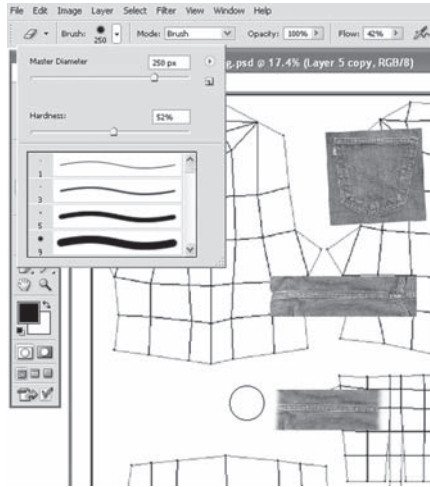 File Edit Image Layer Select Filter View Window Help
Brush: 250 Mode: Brush Opacity: 100% Flow: 42%
g.psd @ 17.4% (Layer 5 copy, RGB/8)
Master Diameter 250 px
Hardness: 52%
1
3
5
9